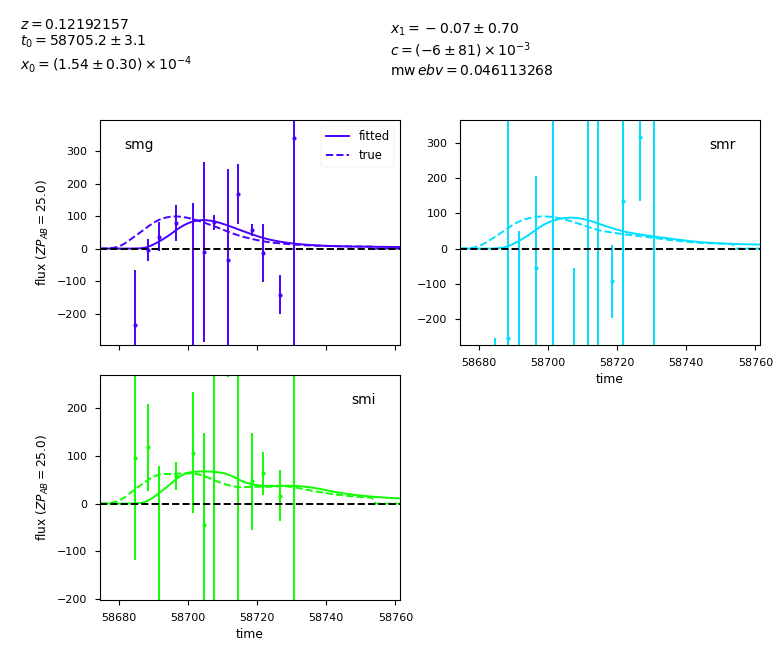 z = 0.12192157
t₀ = 58705.2 ± 3.1
x₀ = (1.54 ± 0.30) × 10⁻⁴
x₁ = −0.07 ± 0.70
c = (−6 ± 81) × 10⁻³
mw ebv = 0.046113268
smg
fitted
true
300
200
100
0
−100
−200
flux (ZP_AB = 25.0)
smr
300
200
100
0
−100
−200
58680 58700 58720 58740 58760
time
smi
200
100
0
−100
−200
flux (ZP_AB = 25.0)
58680 58700 58720 58740 58760
time